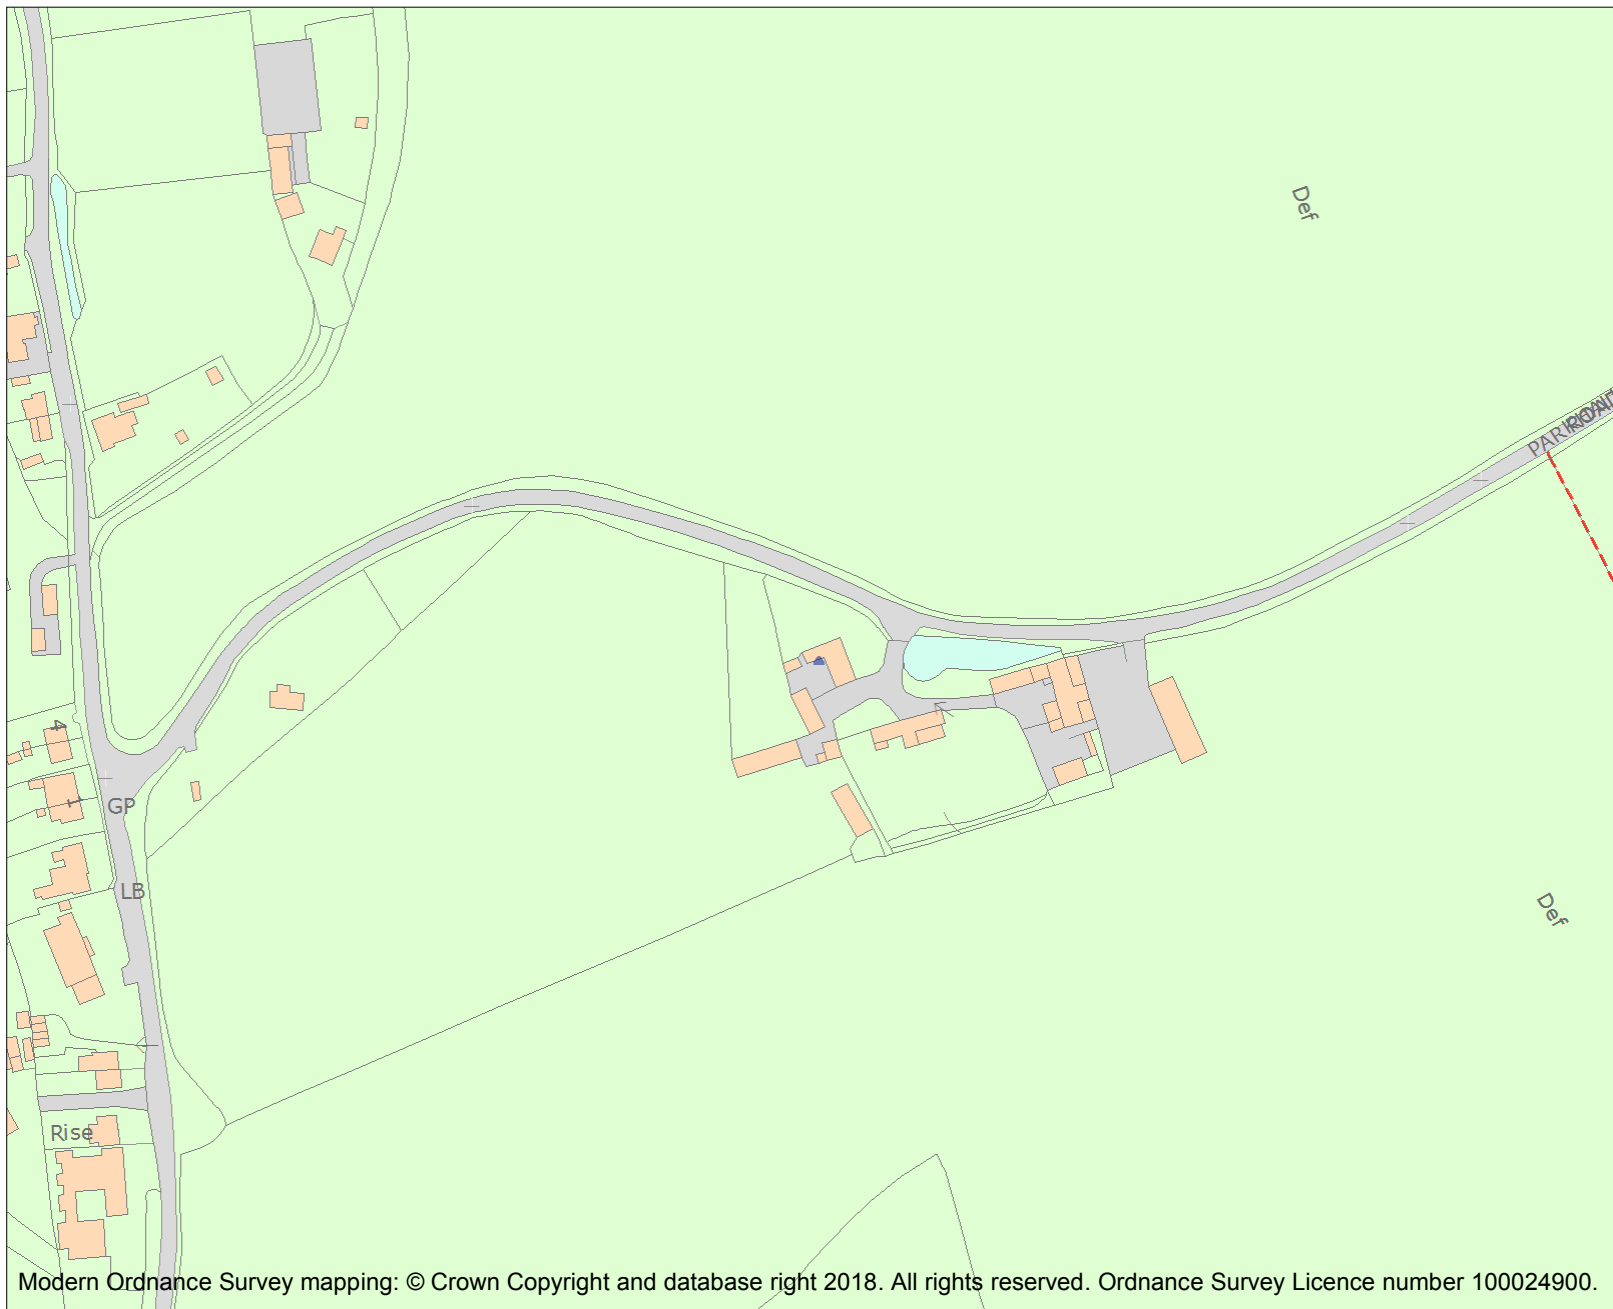 Def
PARK ROAD
4
1
GP
LB
Def
Rise
Modern Ordnance Survey mapping: © Crown Copyright and database right 2018. All rights reserved. Ordnance Survey Licence number 100024900.